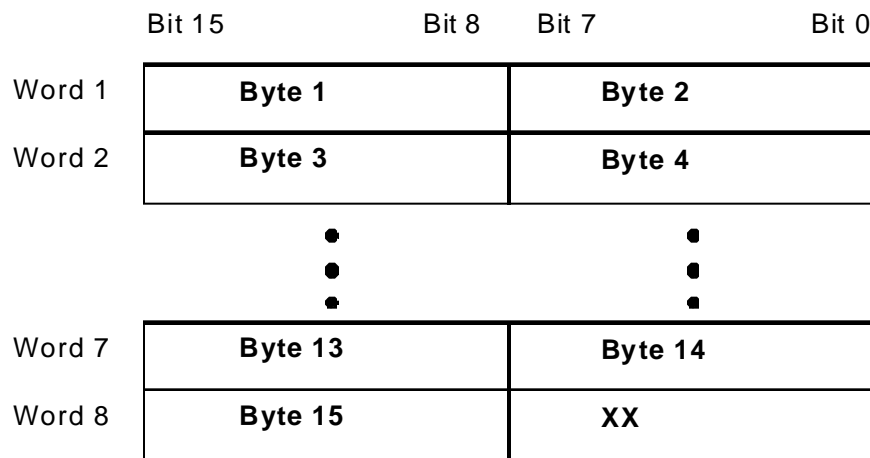 Bit 15 Bit 8 Bit 7 Bit 0
Word 1 Byte 1 Byte 2
Word 2 Byte 3 Byte 4
Word 7 Byte 13 Byte 14
Word 8 Byte 15 XX